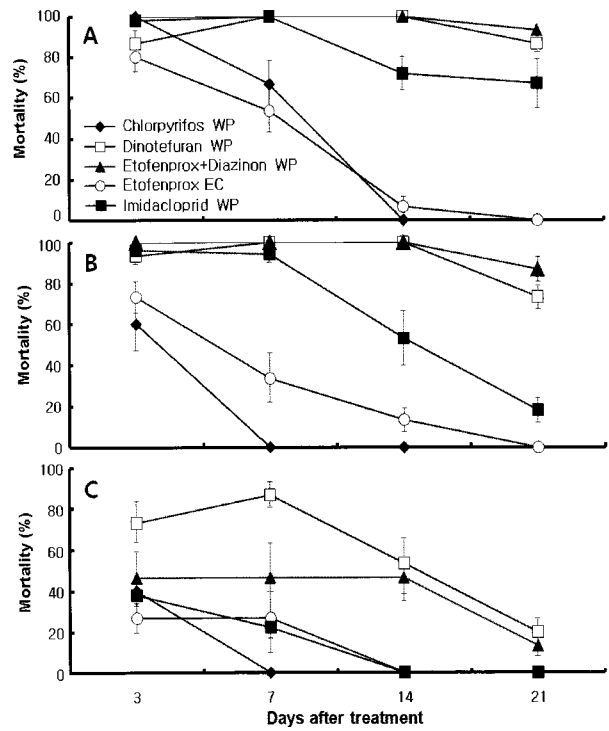 A
Mortality (%)
100
80
60
40
20
0
Chlorpyrifos WP
Dinotefuran WP
Etofenprox+Diazinon WP
Etofenprox EC
Imidacloprid WP
B
Mortality (%)
100
80
60
40
20
0
C
Mortality (%)
100
80
60
40
20
0
3 7 14 21
Days after treatment